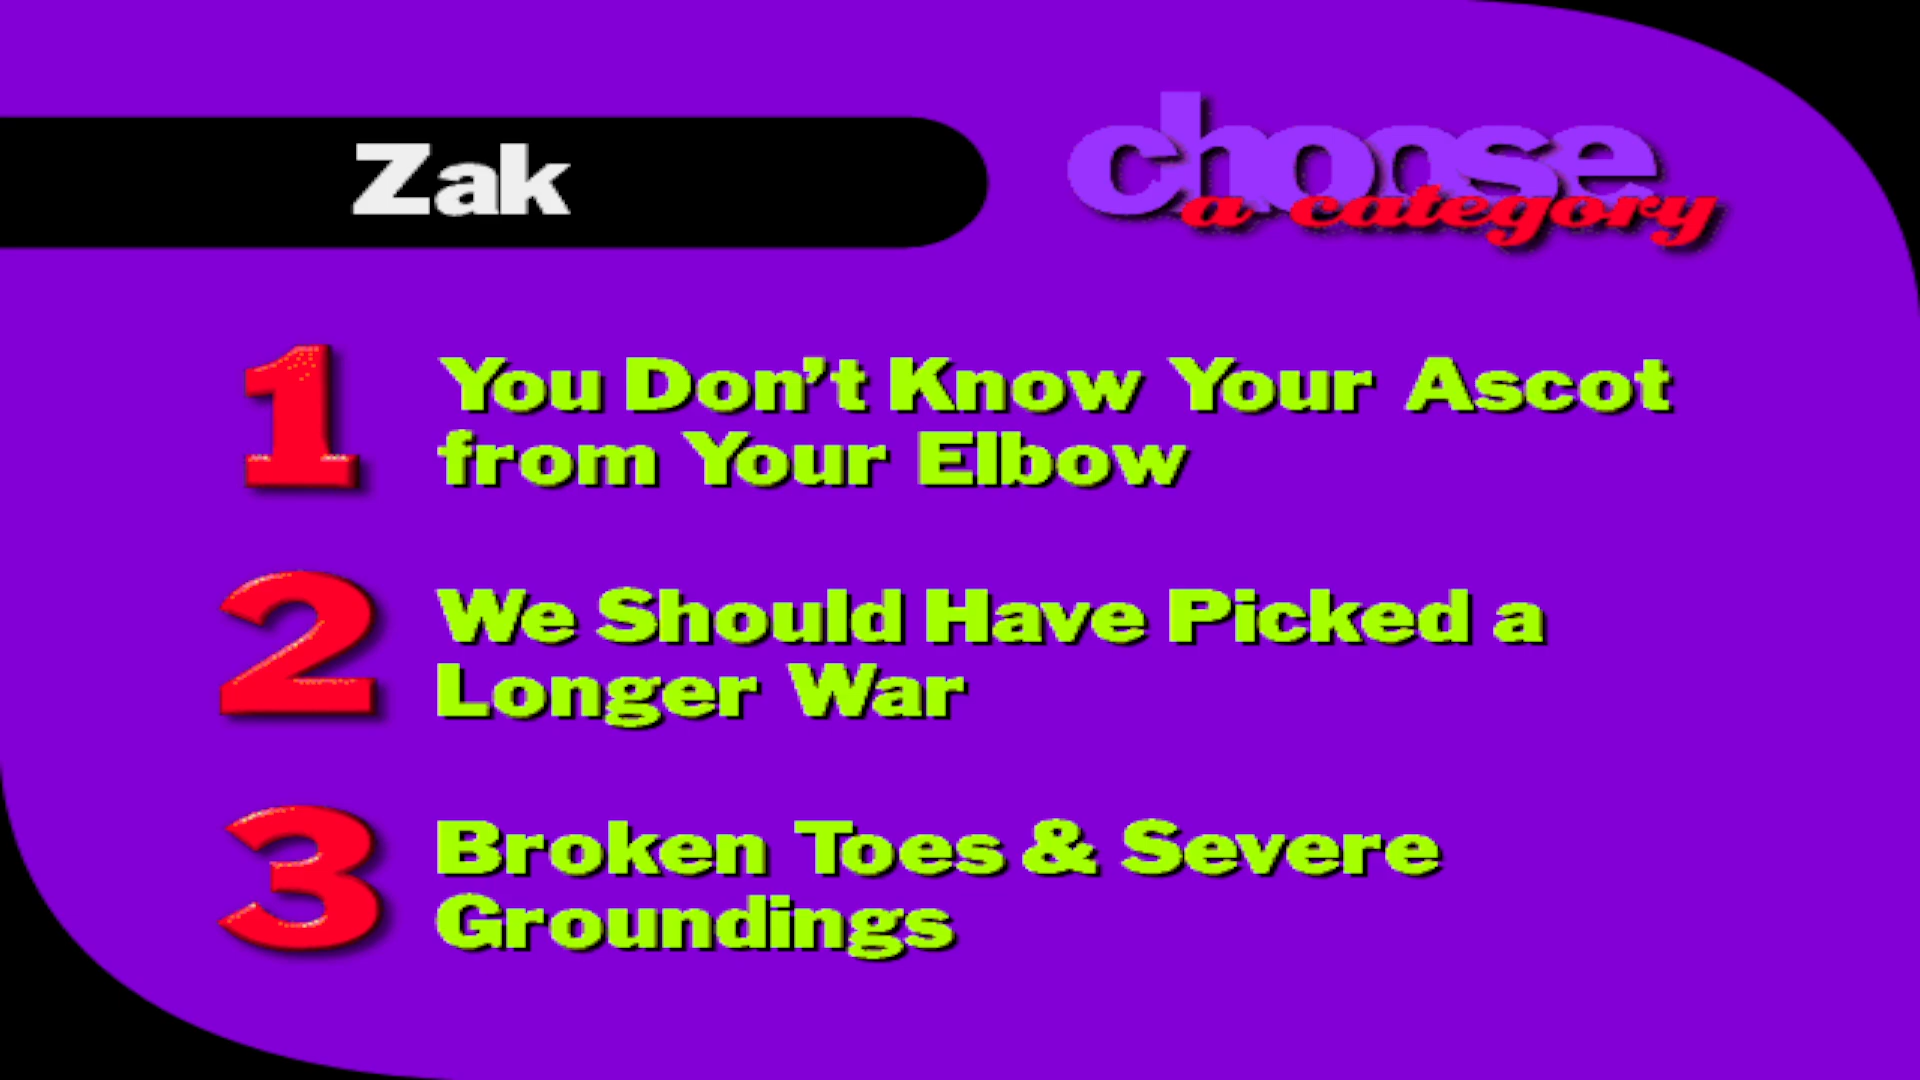 Zak
choose
a category
1
You Don't Know Your Ascot
from Your Elbow
2
We Should Have Picked a
Longer War
3
Broken Toes & Severe
Groundings